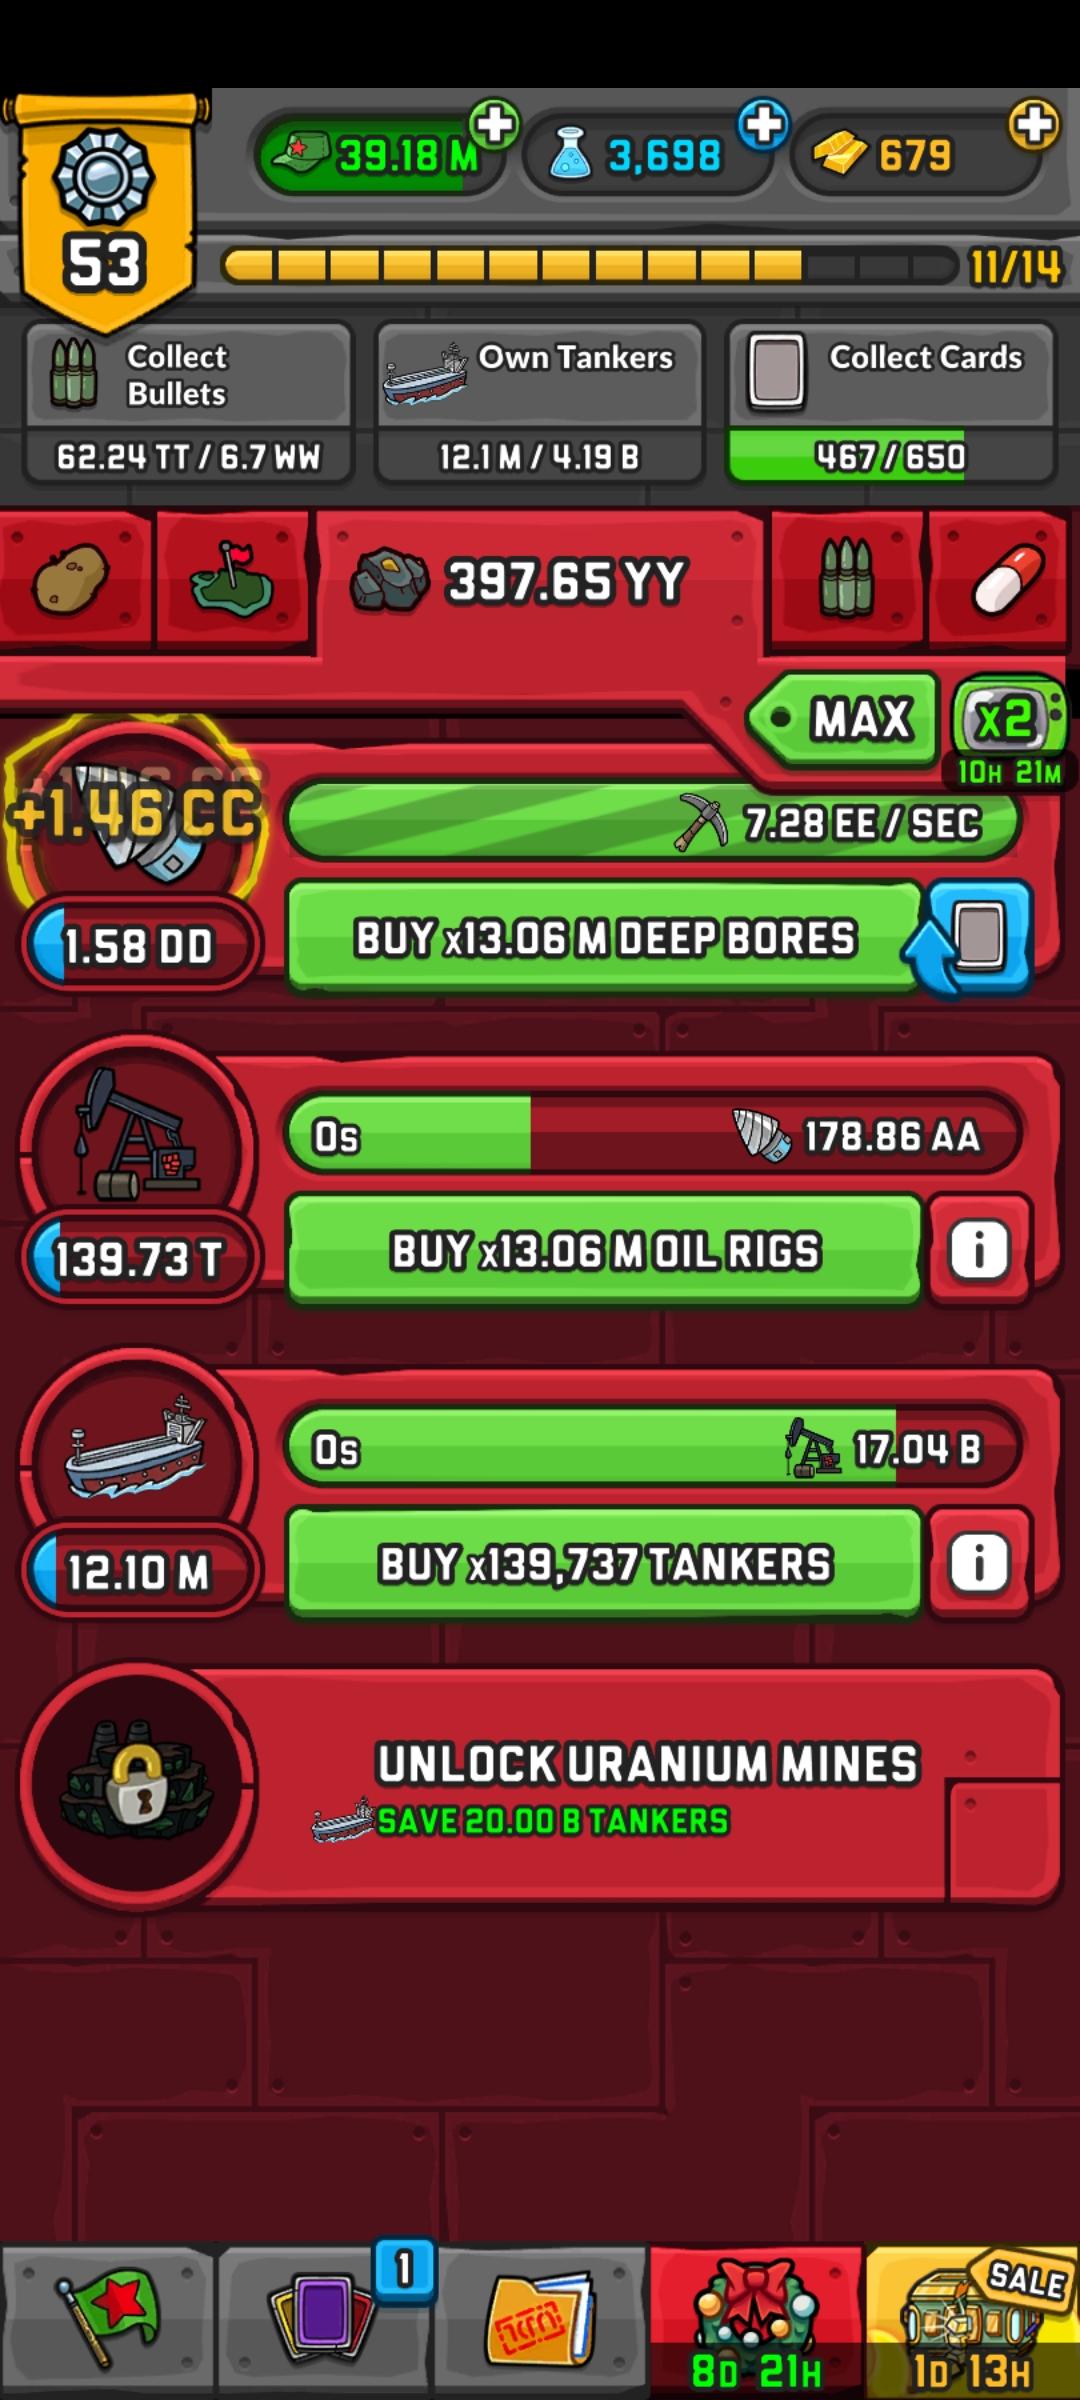 39.18 M
3,698
679
53
11/14
Collect
Bullets
62.24 TT / 6.7 WW
Own Tankers
12.1 M / 4.19 B
Collect Cards
467/650
397.65 YY
MAX
x2
10H 21M
+1.46 CC
7.28 EE / SEC
1.58 DD
BUY x13.06 M DEEP BORES
0s
178.86 AA
139.73 T
BUY x13.06 M OIL RIGS
i
0s
17.04 B
12.10 M
BUY x139,737 TANKERS
i
UNLOCK URANIUM MINES
SAVE 20.00 B TANKERS
1
SALE
8D 21H
1D 13H